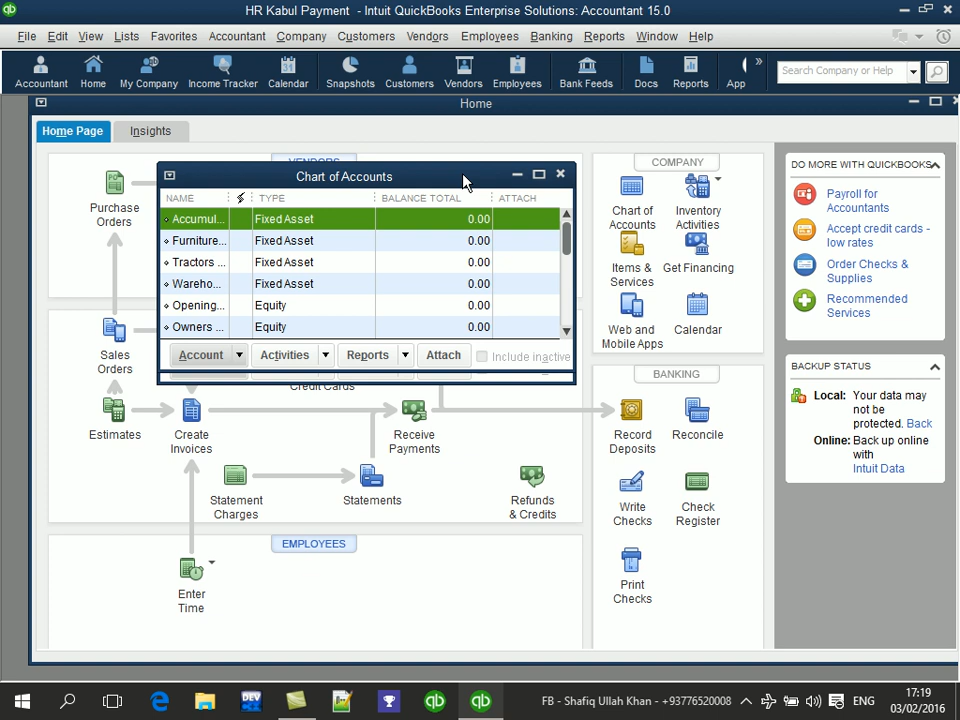 HR Kabul Payment - Intuit QuickBooks Enterprise Solutions: Accountant 15.0
File Edit View Lists Favorites Accountant Company Customers Vendors Employees Banking Reports Window Help
Accountant Home My Company Income Tracker Calendar Snapshots Customers Vendors Employees Bank Feeds Docs Reports App
Search Company or Help
Home
Home Page Insights
Chart of Accounts
NAME TYPE BALANCE TOTAL ATTACH
Accumul... Fixed Asset 0.00
Furniture... Fixed Asset 0.00
Tractors ... Fixed Asset 0.00
Wareho... Fixed Asset 0.00
Opening... Equity 0.00
Owners ... Equity 0.00
Account Activities Reports Attach Include inactive
VENDORS
Purchase
Orders
Sales
Orders
Credit Cards
Estimates
Create
Invoices
Receive
Payments
Statement
Charges
Statements
Refunds
& Credits
EMPLOYEES
Enter
Time
COMPANY
Chart of
Accounts
Inventory
Activities
Items &
Services
Get Financing
Web and
Mobile Apps
Calendar
BANKING
Record
Deposits
Reconcile
Write
Checks
Check
Register
Print
Checks
DO MORE WITH QUICKBOOKS
Payroll for
Accountants
Accept credit cards -
low rates
Order Checks &
Supplies
Recommended
Services
BACKUP STATUS
Local: Your data may
not be
protected. Back
Online: Back up online
with
Intuit Data
FB - Shafiq Ullah Khan - +93776520008 ENG
17:19
03/02/2016